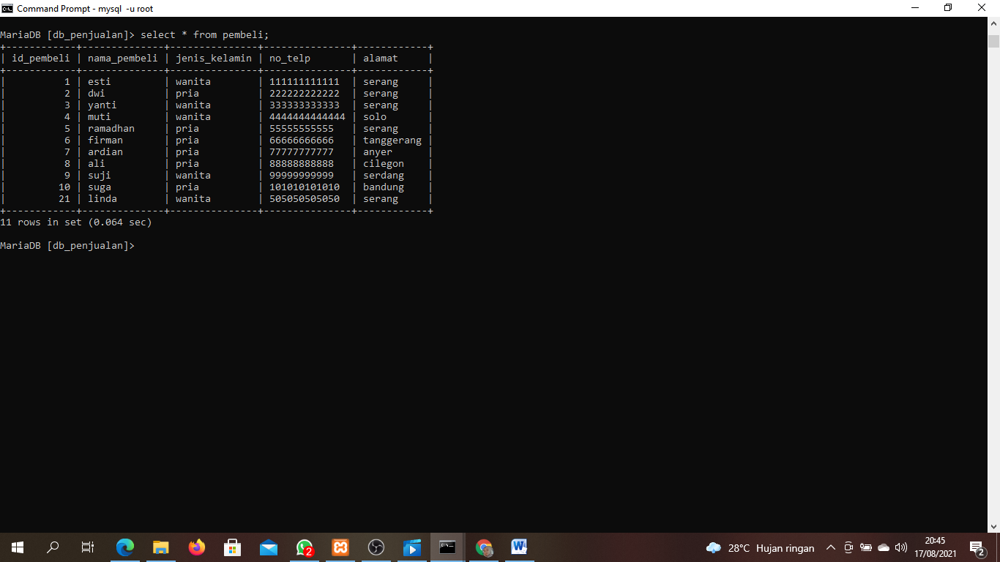 Command Prompt - mysql  -u root
MariaDB [db_penjualan]> select * from pembeli;
+------------+--------------+---------------+---------------+------------+
| id_pembeli | nama_pembeli | jenis_kelamin | no_telp       | alamat     |
+------------+--------------+---------------+---------------+------------+
|          1 | esti         | wanita        | 111111111111  | serang     |
|          2 | dwi          | pria          | 222222222222  | serang     |
|          3 | yanti        | wanita        | 333333333333  | serang     |
|          4 | muti         | wanita        | 4444444444444 | solo       |
|          5 | ramadhan     | pria          | 55555555555   | serang     |
|          6 | firman       | pria          | 66666666666   | tanggerang |
|          7 | ardian       | pria          | 77777777777   | anyer      |
|          8 | ali          | pria          | 88888888888   | cilegon    |
|          9 | suji         | wanita        | 99999999999   | serdang    |
|         10 | suga         | pria          | 101010101010  | bandung    |
|         21 | linda        | wanita        | 505050505050  | serang     |
+------------+--------------+---------------+---------------+------------+
11 rows in set (0.064 sec)
MariaDB [db_penjualan]>
2
28°C Hujan ringan
20:45
17/08/2021
2